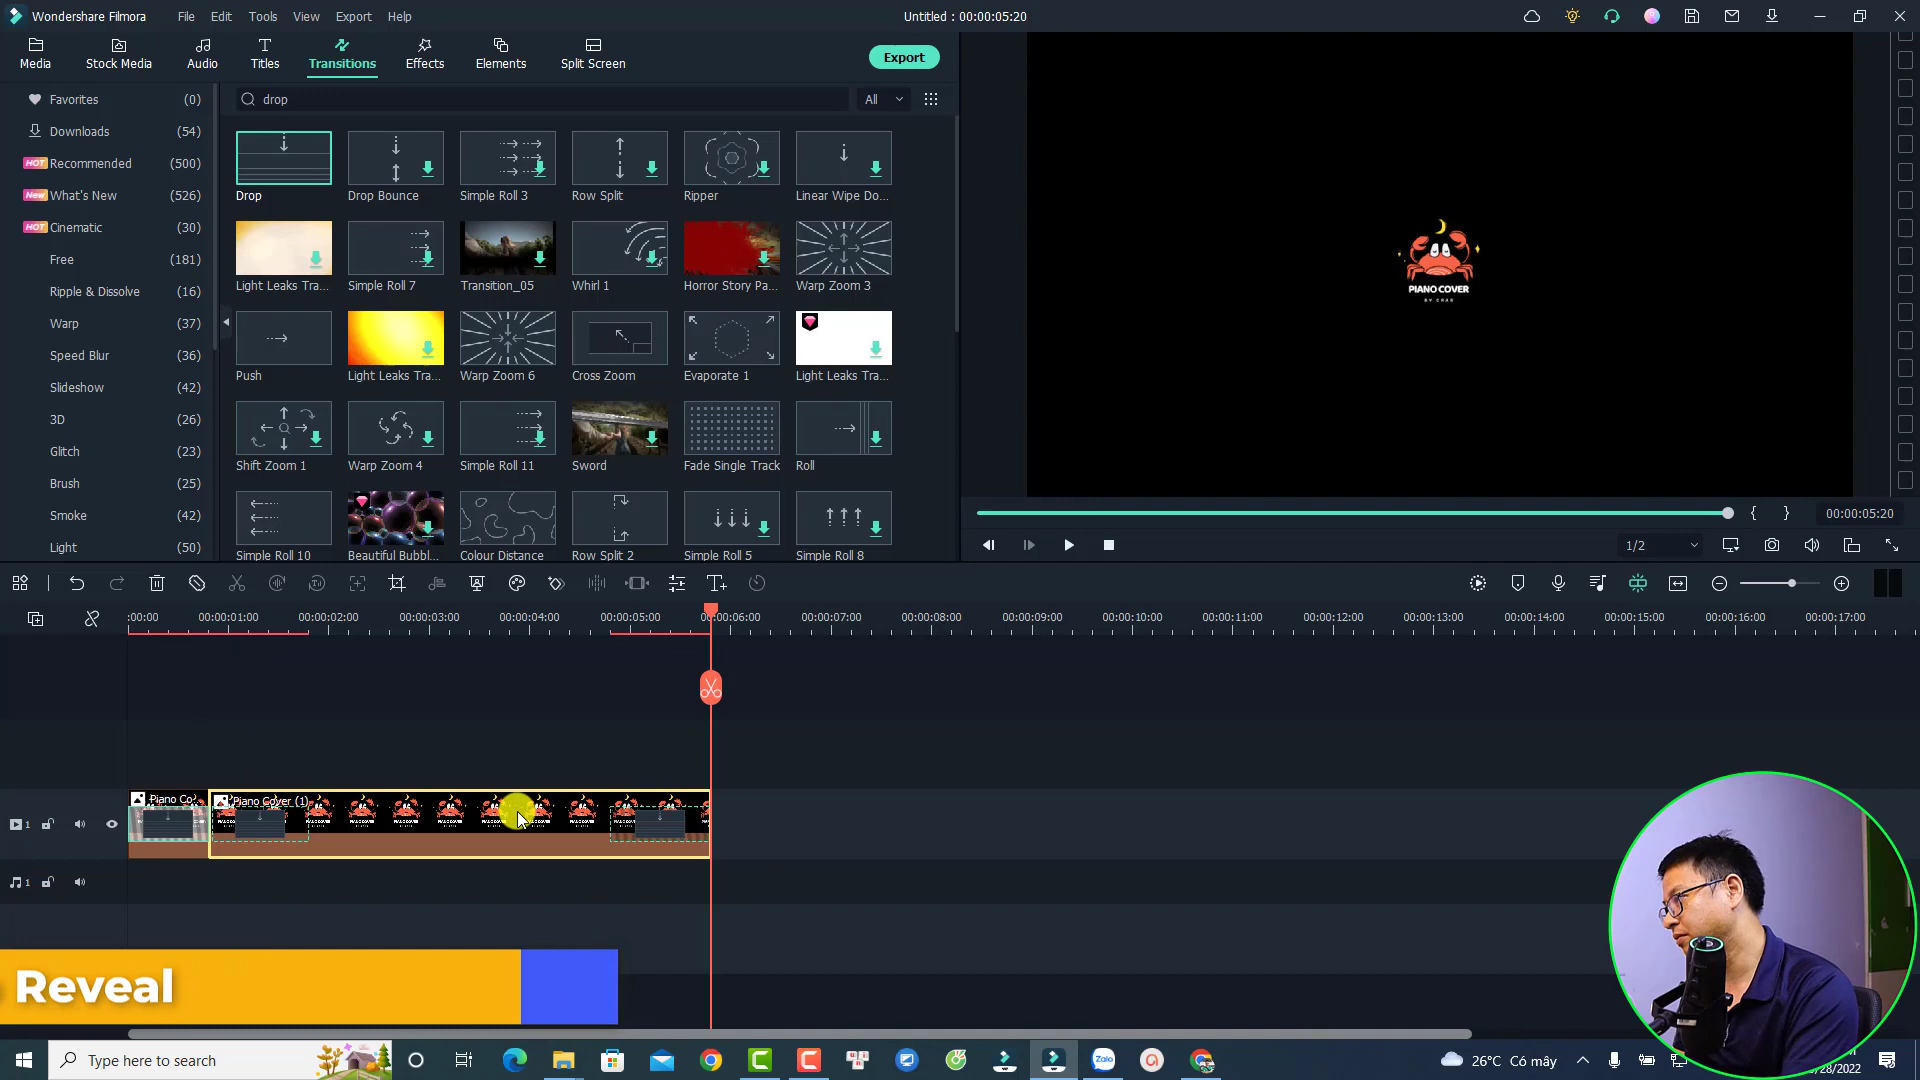 Wondershare Filmora
File
Edit
Tools
View
Export
Help
Untitled : 00:00:05:20
Media
Stock Media
Audio
Titles
Transitions
Effects
Elements
Split Screen
Export
Favorites (0)
Downloads (54)
HOT Recommended (500)
New What's New (526)
HOT Cinematic (30)
Free (181)
Ripple & Dissolve (16)
Warp (37)
Speed Blur (36)
Slideshow (42)
3D (26)
Glitch (23)
Brush (25)
Smoke (42)
Light (50)
drop
All
Drop
Drop Bounce
Simple Roll 3
Row Split
Ripper
Linear Wipe Do...
Light Leaks Tra...
Simple Roll 7
Transition_05
Whirl 1
Horror Story Pa...
Warp Zoom 3
Push
Light Leaks Tra...
Warp Zoom 6
Cross Zoom
Evaporate 1
Light Leaks Tra...
Shift Zoom 1
Warp Zoom 4
Simple Roll 11
Sword
Fade Single Track
Roll
Simple Roll 10
Beautiful Bubbl...
Colour Distance
Row Split 2
Simple Roll 5
Simple Roll 8
PIANO COVER
BY CRAB
00:00:05:20
1/2
:00:00
00:00:01:00
00:00:02:00
00:00:03:00
00:00:04:00
00:00:05:00
00:00:06:00
00:00:07:00
00:00:08:00
00:00:09:00
00:00:10:00
00:00:11:00
00:00:12:00
00:00:13:00
00:00:14:00
00:00:15:00
00:00:16:00
00:00:17:00
Piano Co
Piano Cover (1)
1
1
Reveal
Type here to search
Zalo
26°C Có mây
/28/2022